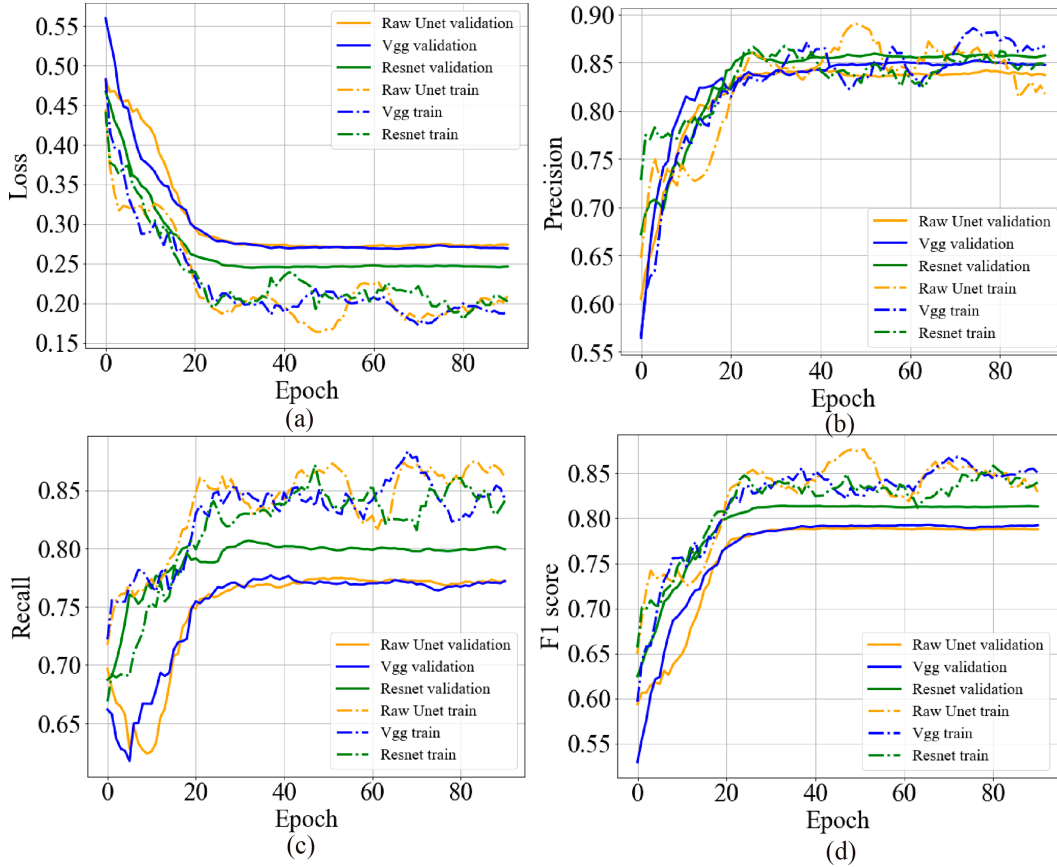 Loss
0.55
0.50
0.45
0.40
0.35
0.30
0.25
0.20
0.15
0 20 40 60 80
Epoch
Raw Unet validation
Vgg validation
Resnet validation
Raw Unet train
Vgg train
Resnet train
(a)
Precision
0.90
0.85
0.80
0.75
0.70
0.65
0.60
0.55
0 20 40 60 80
Epoch
Raw Unet validation
Vgg validation
Resnet validation
Raw Unet train
Vgg train
Resnet train
(b)
Recall
0.85
0.80
0.75
0.70
0.65
0 20 40 60 80
Epoch
Raw Unet validation
Vgg validation
Resnet validation
Raw Unet train
Vgg train
Resnet train
(c)
F1 score
0.85
0.80
0.75
0.70
0.65
0.60
0.55
0 20 40 60 80
Epoch
Raw Unet validation
Vgg validation
Resnet validation
Raw Unet train
Vgg train
Resnet train
(d)